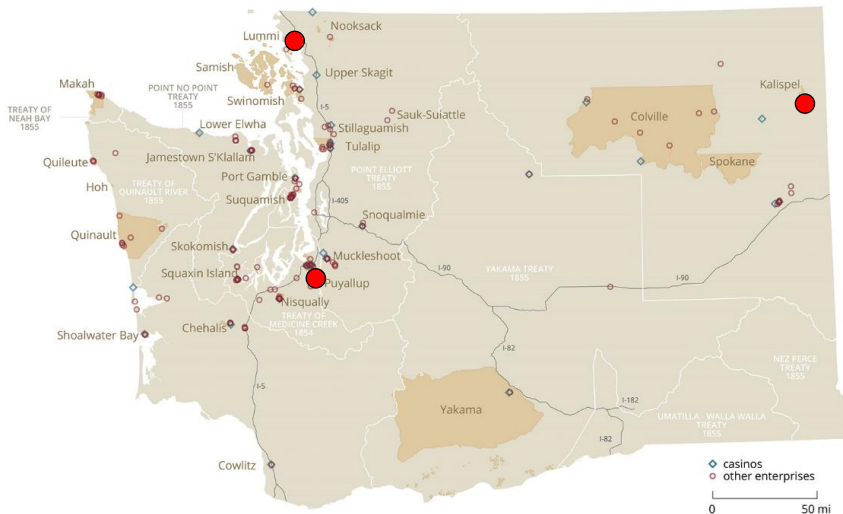 Nooksack
Lummi
Samish
Upper Skagit
Kalispel
Makah
POINT NO POINT
TREATY
1855
Swinomish
I-5
Sauk-Suiattle
TREATY OF
NEAH BAY
1855
Lower Elwha
Stillaguamish
Colville
Jamestown S'Klallam
Tulalip
Quileute
POINT ELLIOTT
TREATY
1855
Spokane
Port Gamble
Hoh
TREATY OF
QUINAULT RIVER
1855
Suquamish
I-405
Snoqualmie
Quinault
Skokomish
Muckleshoot
I-90
YAKAMA TREATY
1855
I-90
Squaxin Island
Puyallup
Nisqually
TREATY OF
MEDICINE CREEK
1854
Chehalis
Shoalwater Bay
I-82
NEZ PERCE
TREATY
1855
I-5
Yakama
I-182
UMATILLA - WALLA WALLA
TREATY
1855
I-82
Cowlitz
casinos
other enterprises
0 50 mi